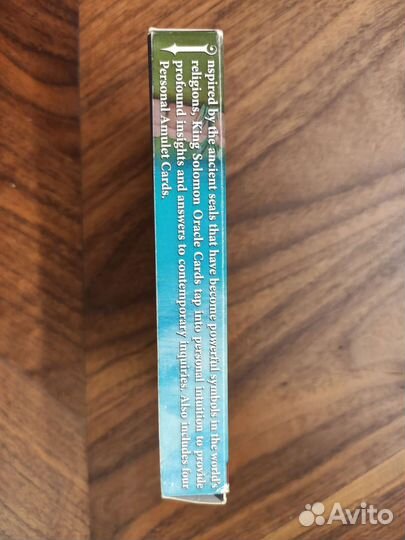 Inspired by the ancient seals that have become powerful symbols in the world's
religions, King Solomon Oracle Cards tap into personal intuition to provide
profound insights and answers to contemporary inquiries. Also includes four
Personal Amulet Cards.
Avito